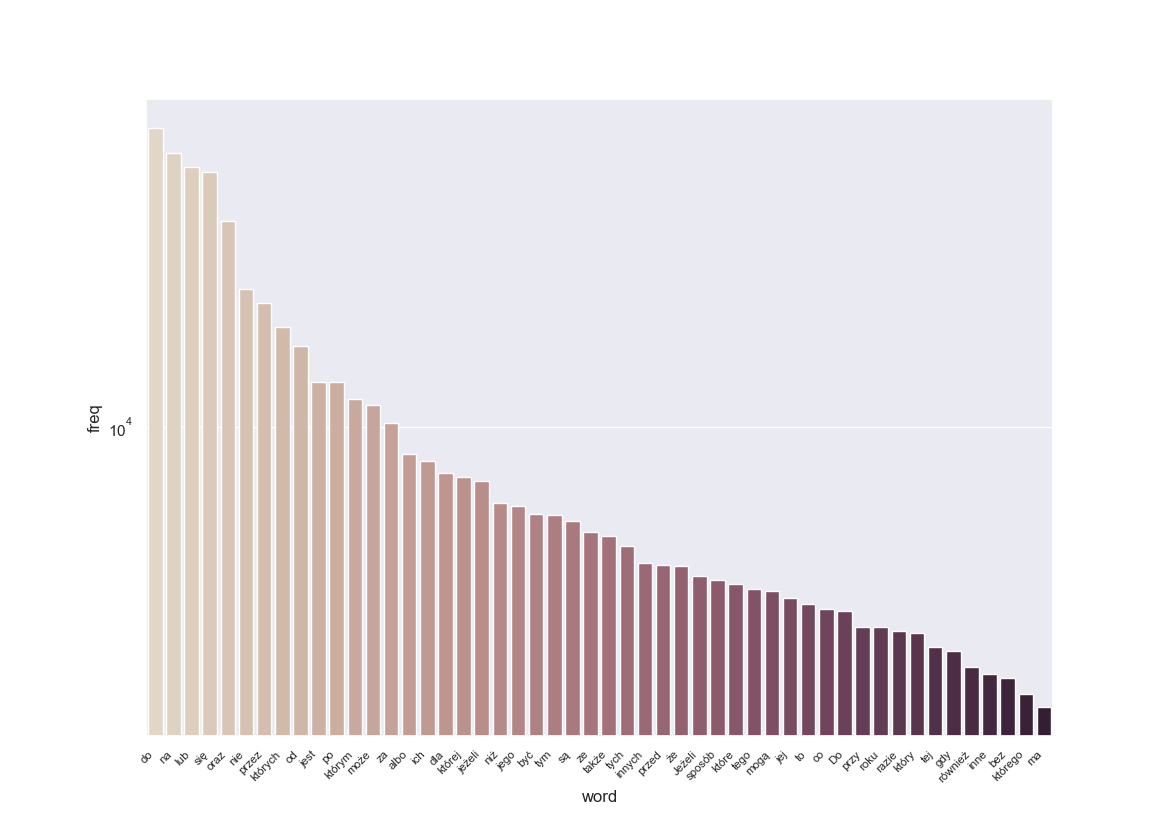 freq
10^4
do
na
lub
się
oraz
nie
przez
których
od
jest
po
którym
może
za
albo
ich
dla
której
jeżeli
niż
jego
być
tym
są
ze
także
tych
innych
przed
że
Jeżeli
sposób
które
tego
mogą
jej
to
co
Do
przy
roku
razie
który
tej
gdy
również
inne
bez
którego
ma
word